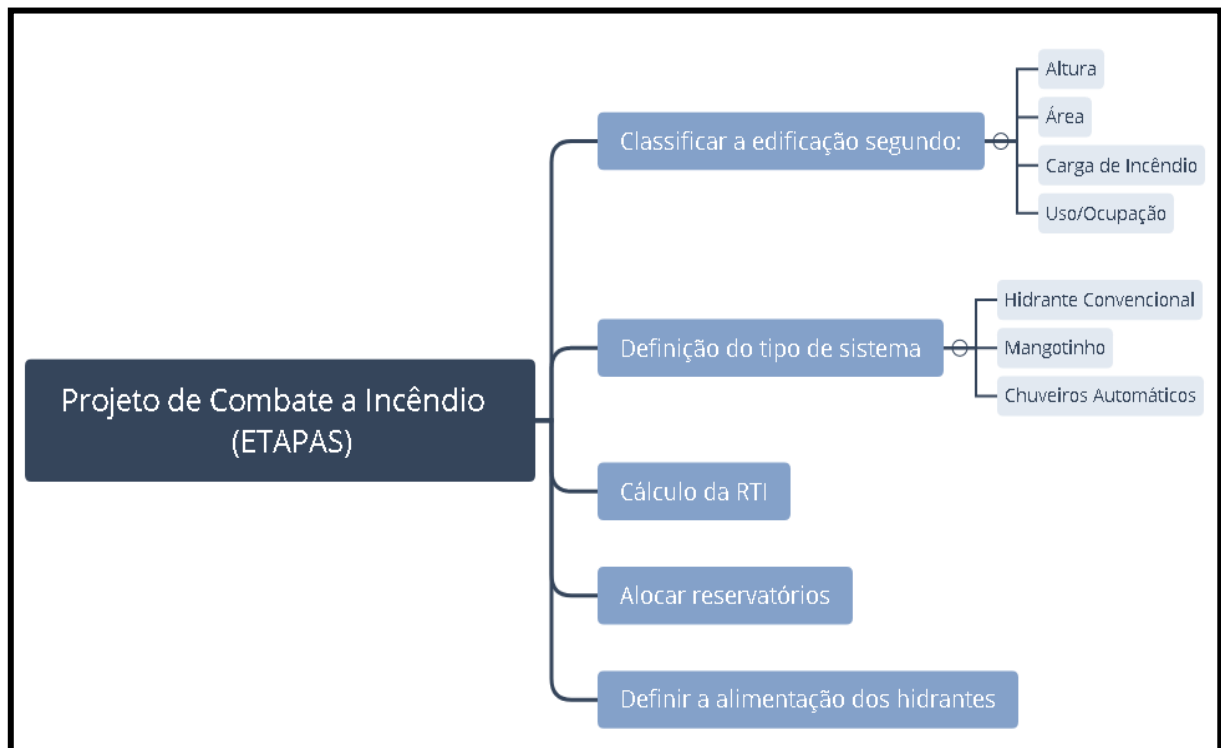 Projeto de Combate a Incêndio
(ETAPAS)
Classificar a edificação segundo:
Altura
Área
Carga de Incêndio
Uso/Ocupação
Definição do tipo de sistema
Hidrante Convencional
Mangotinho
Chuveiros Automáticos
Cálculo da RTI
Alocar reservatórios
Definir a alimentação dos hidrantes